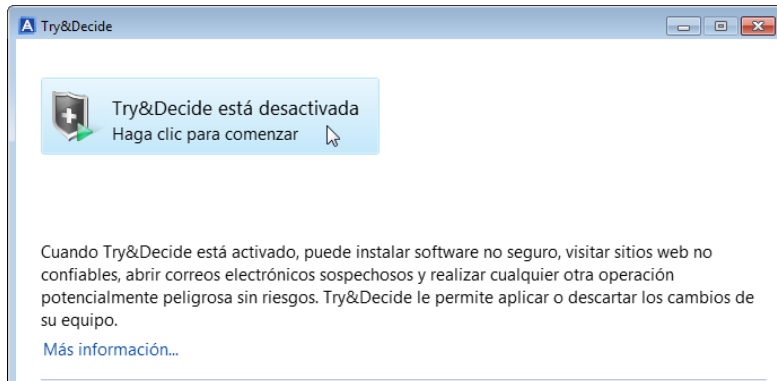 Try&Decide
Try&Decide está desactivada
Haga clic para comenzar
Cuando Try&Decide está activado, puede instalar software no seguro, visitar sitios web no
confiables, abrir correos electrónicos sospechosos y realizar cualquier otra operación
potencialmente peligrosa sin riesgos. Try&Decide le permite aplicar o descartar los cambios de
su equipo.
Más información...